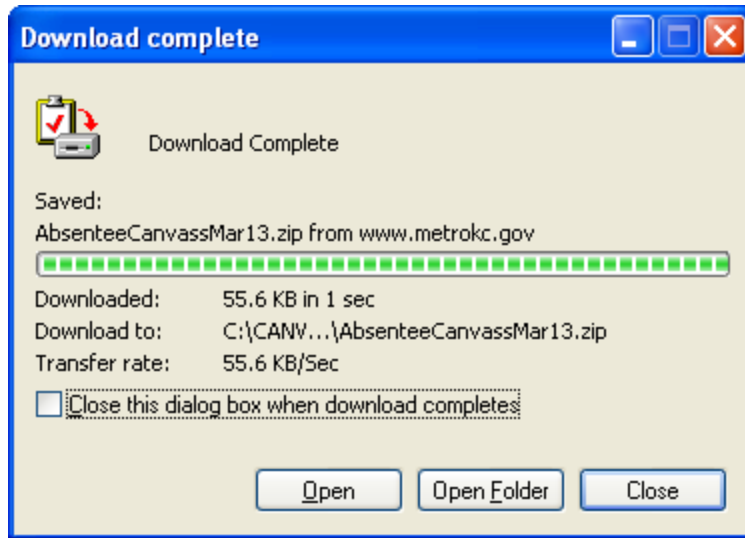 Download complete
Download Complete
Saved:
AbsenteeCanvassMar13.zip from www.metrokc.gov
Downloaded: 55.6 KB in 1 sec
Download to: C:\CANV...\AbsenteeCanvassMar13.zip
Transfer rate: 55.6 KB/Sec
Close this dialog box when download completes
Open Open Folder Close